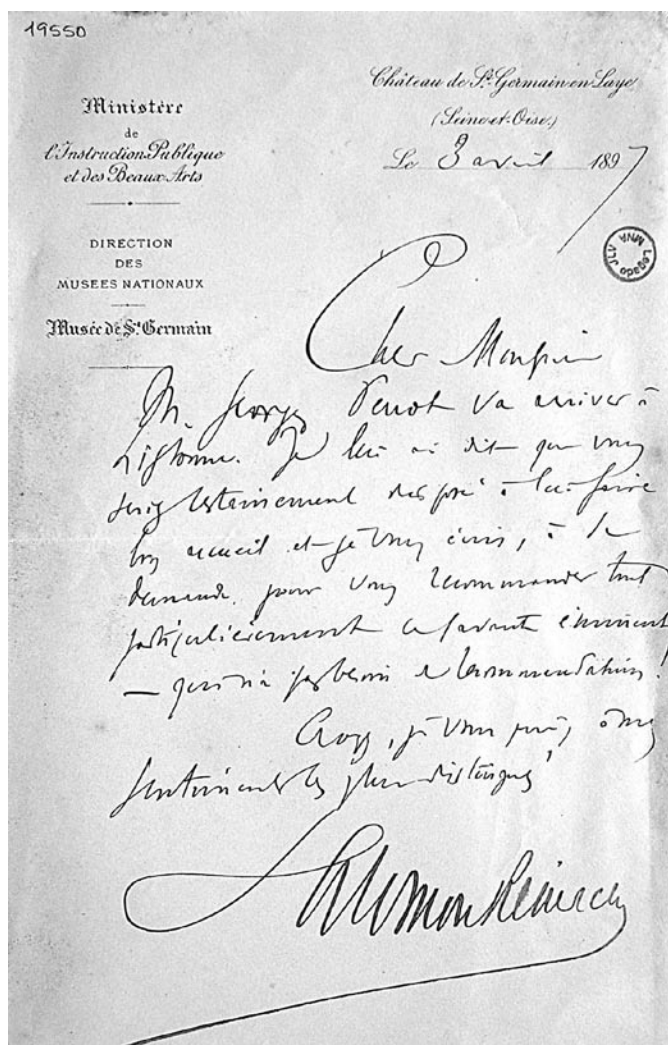 19550
Ministère
de
l'Instruction Publique
et des Beaux-Arts
DIRECTION
DES
MUSEES NATIONAUX
Musée de St Germain
Château de St Germain en Laye
(Seine-et-Oise.)
Le 3 avril 1897
Legado JLV MNA
Cher Monsieur
M. Georges Perrot va arriver à
Lisbonne. Je lui ai dit que vous
seriez certainement disposé à lui faire
bon accueil et je vous écris, à sa
demande, pour vous recommander tout
particulièrement ce savant éminent
— qui n'a pas besoin de recommandation!
Croyez, je vous prie, à mes
sentiments les plus distingués
Salomon Reinach